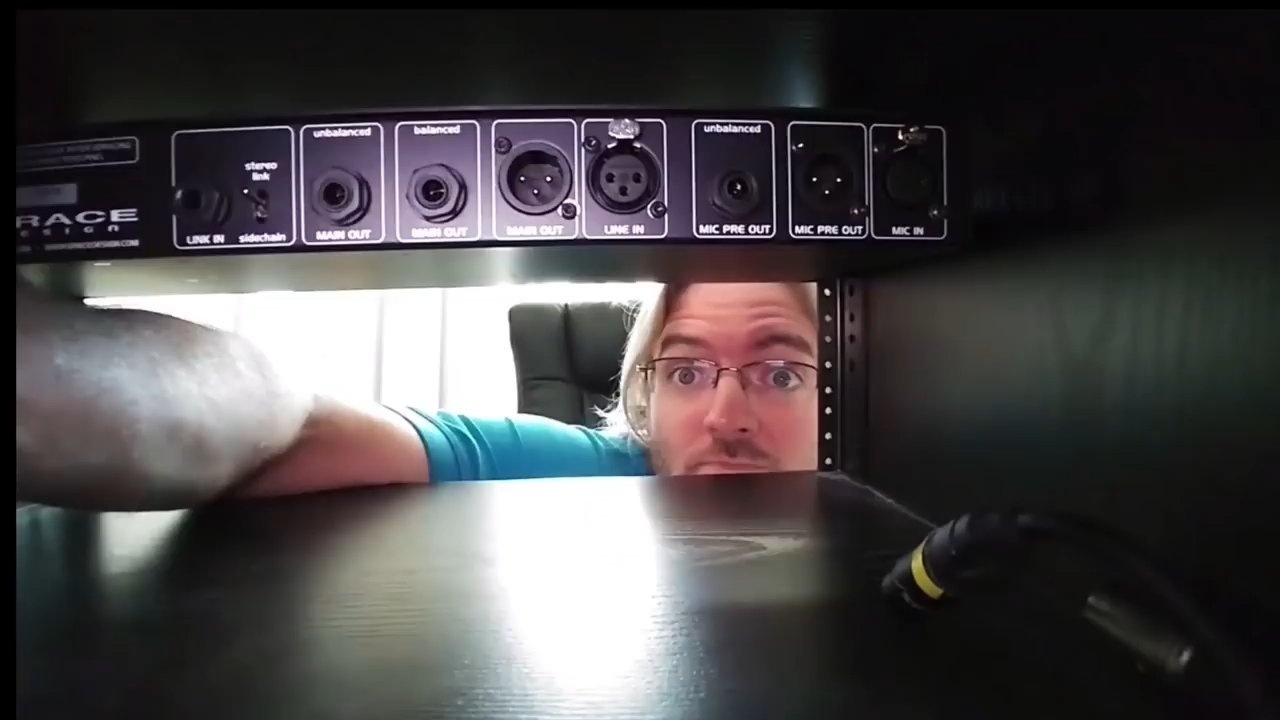 RACE
unbalanced
balanced
unbalanced
stereo
link
LINK IN
sidechain
MAIN OUT
MAIN OUT
MAIN OUT
LINE IN
MIC PRE OUT
MIC PRE OUT
MIC IN